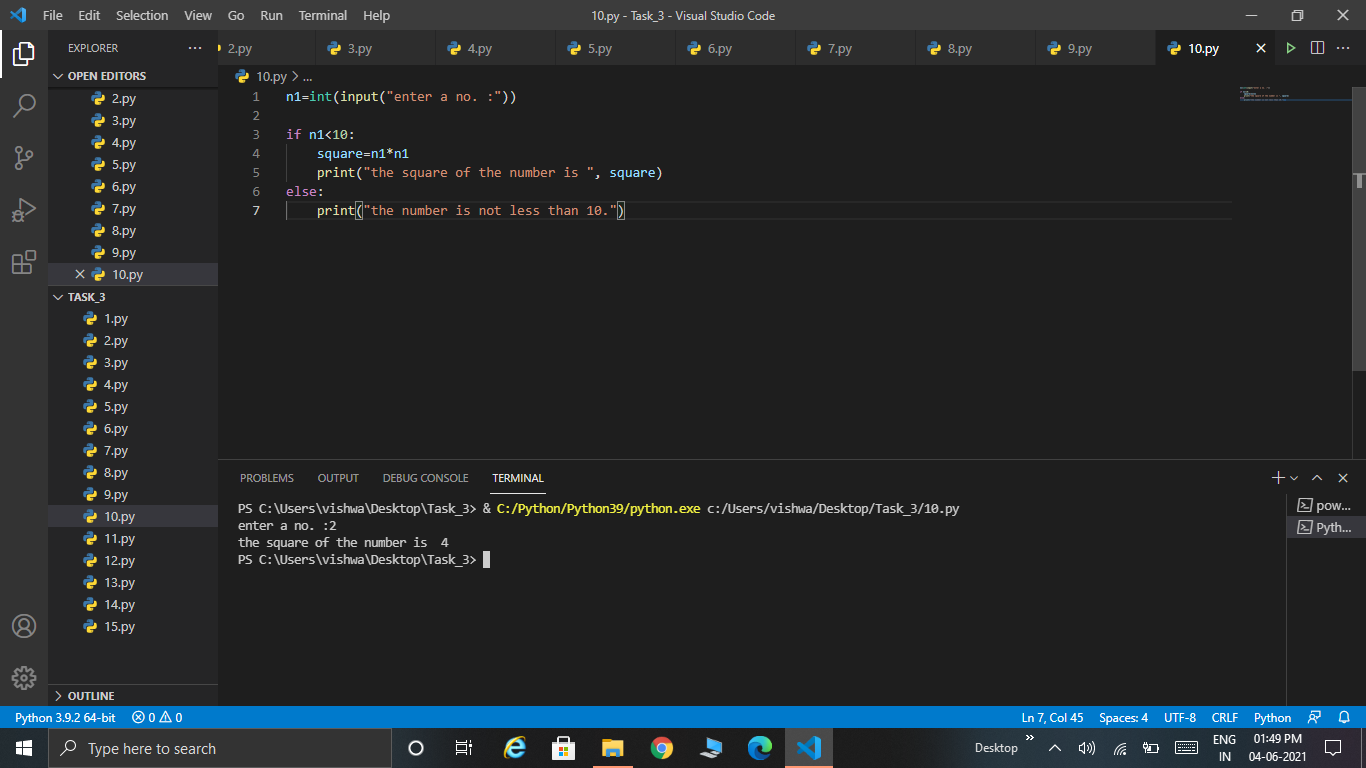 File Edit Selection View Go Run Terminal Help 10.py - Task_3 - Visual Studio Code
EXPLORER ...
OPEN EDITORS
2.py
3.py
4.py
5.py
6.py
7.py
8.py
9.py
10.py
TASK_3
1.py
2.py
3.py
4.py
5.py
6.py
7.py
8.py
9.py
10.py
11.py
12.py
13.py
14.py
15.py
OUTLINE
2.py 3.py 4.py 5.py 6.py 7.py 8.py 9.py 10.py
10.py > ...
1 n1=int(input("enter a no. :"))
2
3 if n1<10:
4 square=n1*n1
5 print("the square of the number is ", square)
6 else:
7 print("the number is not less than 10.")
PROBLEMS OUTPUT DEBUG CONSOLE TERMINAL
PS C:\Users\vishwa\Desktop\Task_3> & C:/Python/Python39/python.exe c:/Users/vishwa/Desktop/Task_3/10.py
enter a no. :2
the square of the number is  4
PS C:\Users\vishwa\Desktop\Task_3>
pow...
Pyth...
Python 3.9.2 64-bit 0 0 Ln 7, Col 45 Spaces: 4 UTF-8 CRLF Python
Type here to search
Desktop
ENG
IN
01:49 PM
04-06-2021